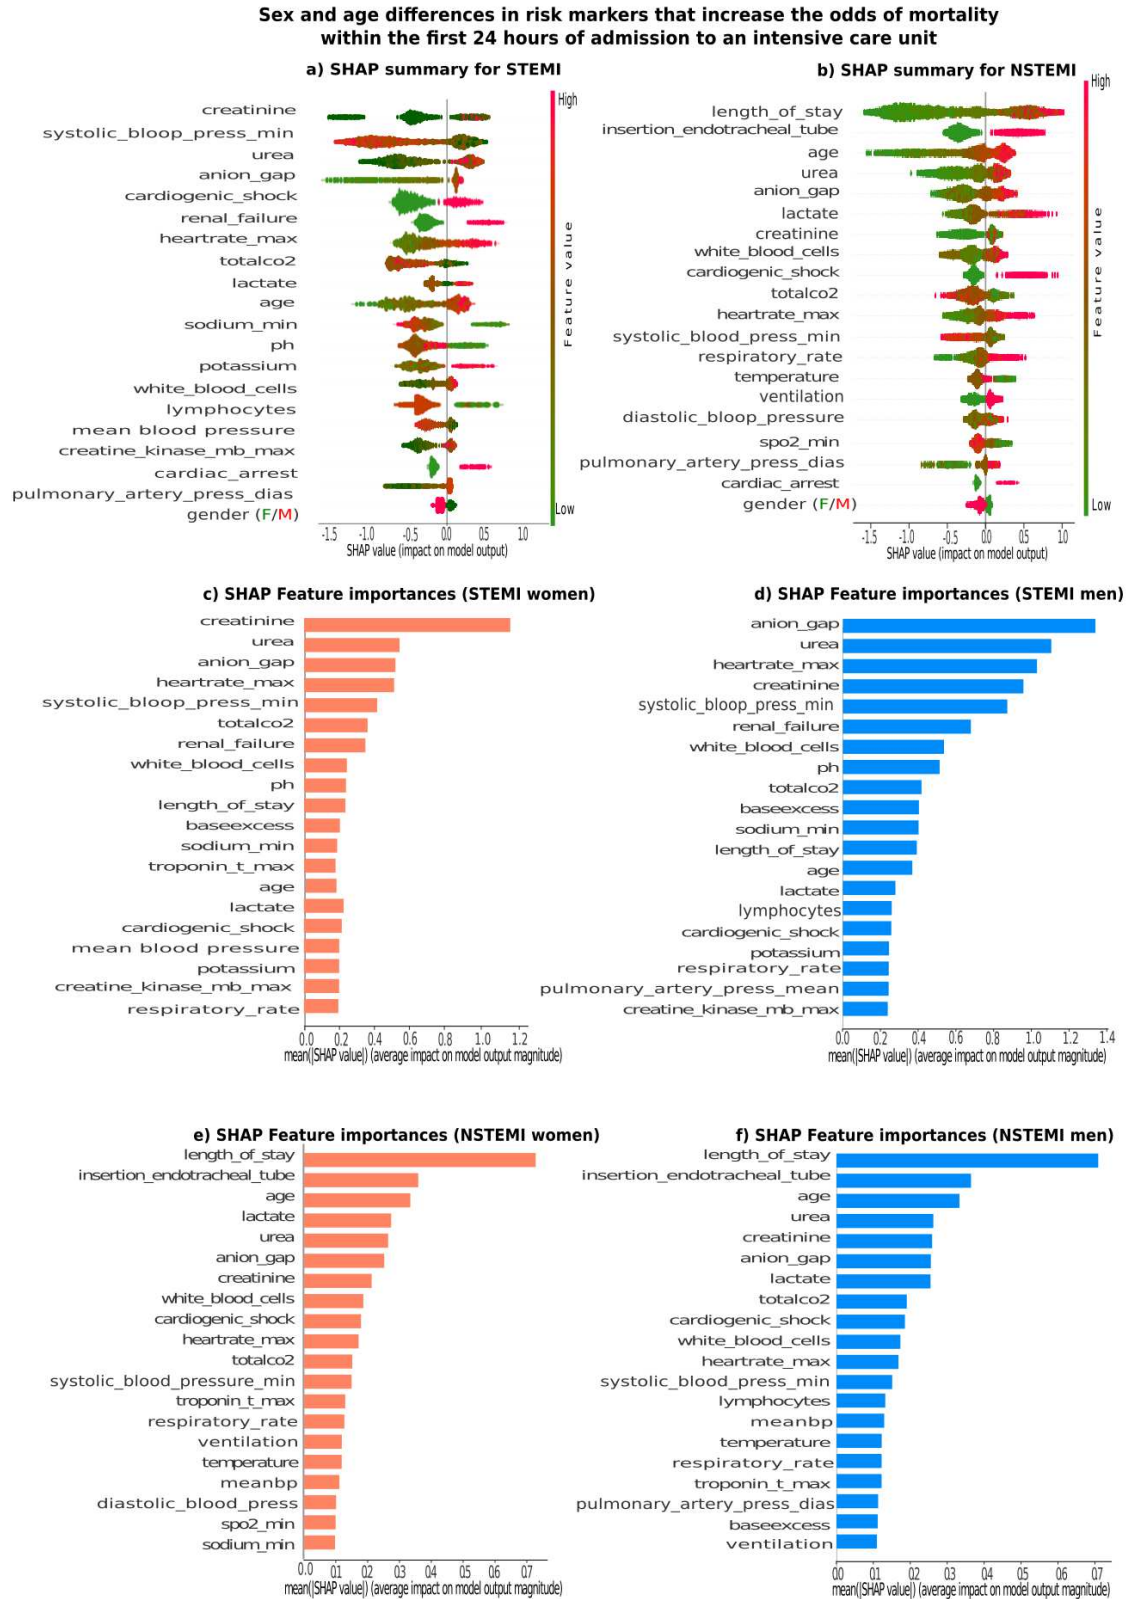 Sex and age differences in risk markers that increase the odds of mortality
within the first 24 hours of admission to an intensive care unit
a) SHAP summary for STEMI
High
creatinine
systolic_bloop_press_min
urea
anion_gap
cardiogenic_shock
renal_failure
heartrate_max
totalco2
lactate
age
sodium_min
ph
potassium
white_blood_cells
lymphocytes
mean blood pressure
creatine_kinase_mb_max
cardiac_arrest
pulmonary_artery_press_dias
gender (F/M)
Feature value
Low
-1.5 -1.0 -0.5 0.0 0.5 1.0
SHAP value (impact on model output)
b) SHAP summary for NSTEMI
High
length_of_stay
insertion_endotracheal_tube
age
urea
anion_gap
lactate
creatinine
white_blood_cells
cardiogenic_shock
totalco2
heartrate_max
systolic_blood_press_min
respiratory_rate
temperature
ventilation
diastolic_bloop_pressure
spo2_min
pulmonary_artery_press_dias
cardiac_arrest
gender (F/M)
Feature value
Low
-1.5 -1.0 -0.5 0.0 0.5 1.0
SHAP value (impact on model output)
c) SHAP Feature importances (STEMI women)
creatinine
urea
anion_gap
heartrate_max
systolic_bloop_press_min
totalco2
renal_failure
white_blood_cells
ph
length_of_stay
baseexcess
sodium_min
troponin_t_max
age
lactate
cardiogenic_shock
mean blood pressure
potassium
creatine_kinase_mb_max
respiratory_rate
0.0 0.2 0.4 0.6 0.8 1.0 1.2
mean(|SHAP value|) (average impact on model output magnitude)
d) SHAP Feature importances (STEMI men)
anion_gap
urea
heartrate_max
creatinine
systolic_bloop_press_min
renal_failure
white_blood_cells
ph
totalco2
baseexcess
sodium_min
length_of_stay
age
lactate
lymphocytes
cardiogenic_shock
potassium
respiratory_rate
pulmonary_artery_press_mean
creatine_kinase_mb_max
0.0 0.2 0.4 0.6 0.8 1.0 1.2 1.4
mean(|SHAP value|) (average impact on model output magnitude)
e) SHAP Feature importances (NSTEMI women)
length_of_stay
insertion_endotracheal_tube
age
lactate
urea
anion_gap
creatinine
white_blood_cells
cardiogenic_shock
heartrate_max
totalco2
systolic_blood_pressure_min
troponin_t_max
respiratory_rate
ventilation
temperature
meanbp
diastolic_blood_press
spo2_min
sodium_min
0.0 0.1 0.2 0.3 0.4 0.5 0.6 0.7
mean(|SHAP value|) (average impact on model output magnitude)
f) SHAP Feature importances (NSTEMI men)
length_of_stay
insertion_endotracheal_tube
age
urea
creatinine
anion_gap
lactate
totalco2
cardiogenic_shock
white_blood_cells
heartrate_max
systolic_blood_press_min
lymphocytes
meanbp
temperature
respiratory_rate
troponin_t_max
pulmonary_artery_press_dias
baseexcess
ventilation
0.0 0.1 0.2 0.3 0.4 0.5 0.6 0.7
mean(|SHAP value|) (average impact on model output magnitude)